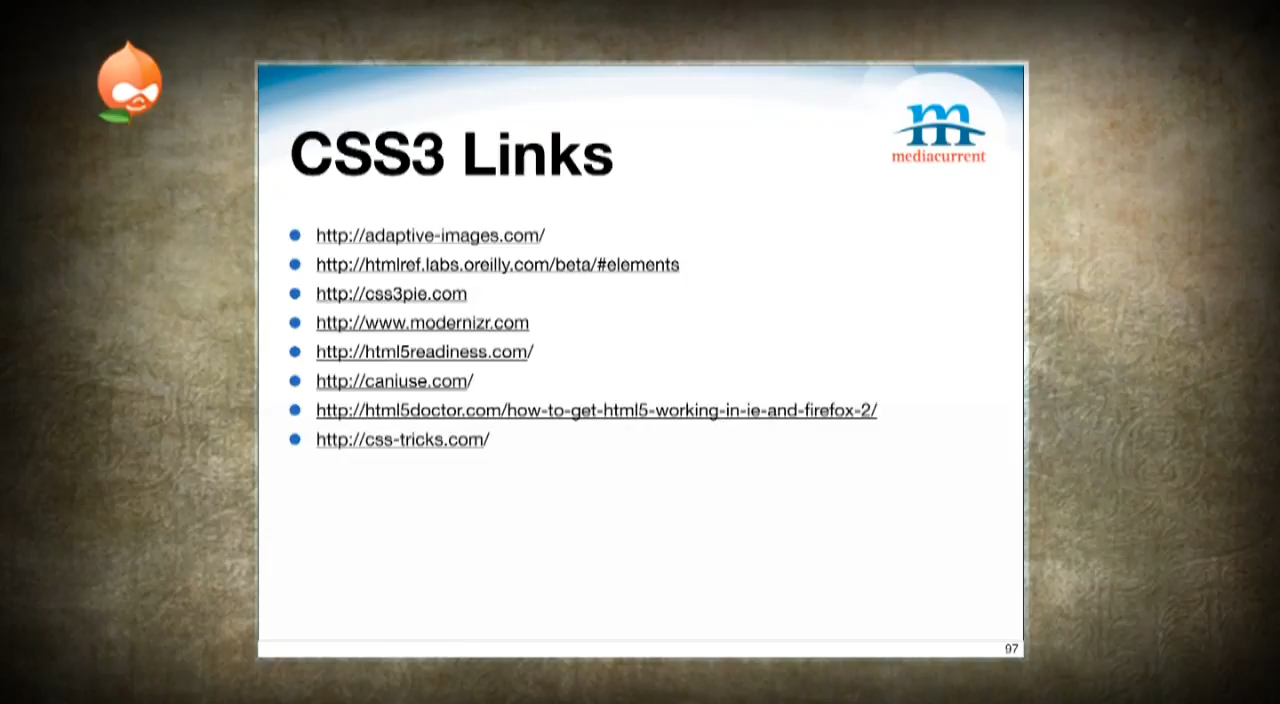 CSS3 Links
mediacurrent
http://adaptive-images.com/
http://htmlref.labs.oreilly.com/beta/#elements
http://css3pie.com
http://www.modernizr.com
http://html5readiness.com/
http://caniuse.com/
http://html5doctor.com/how-to-get-html5-working-in-ie-and-firefox-2/
http://css-tricks.com/
97